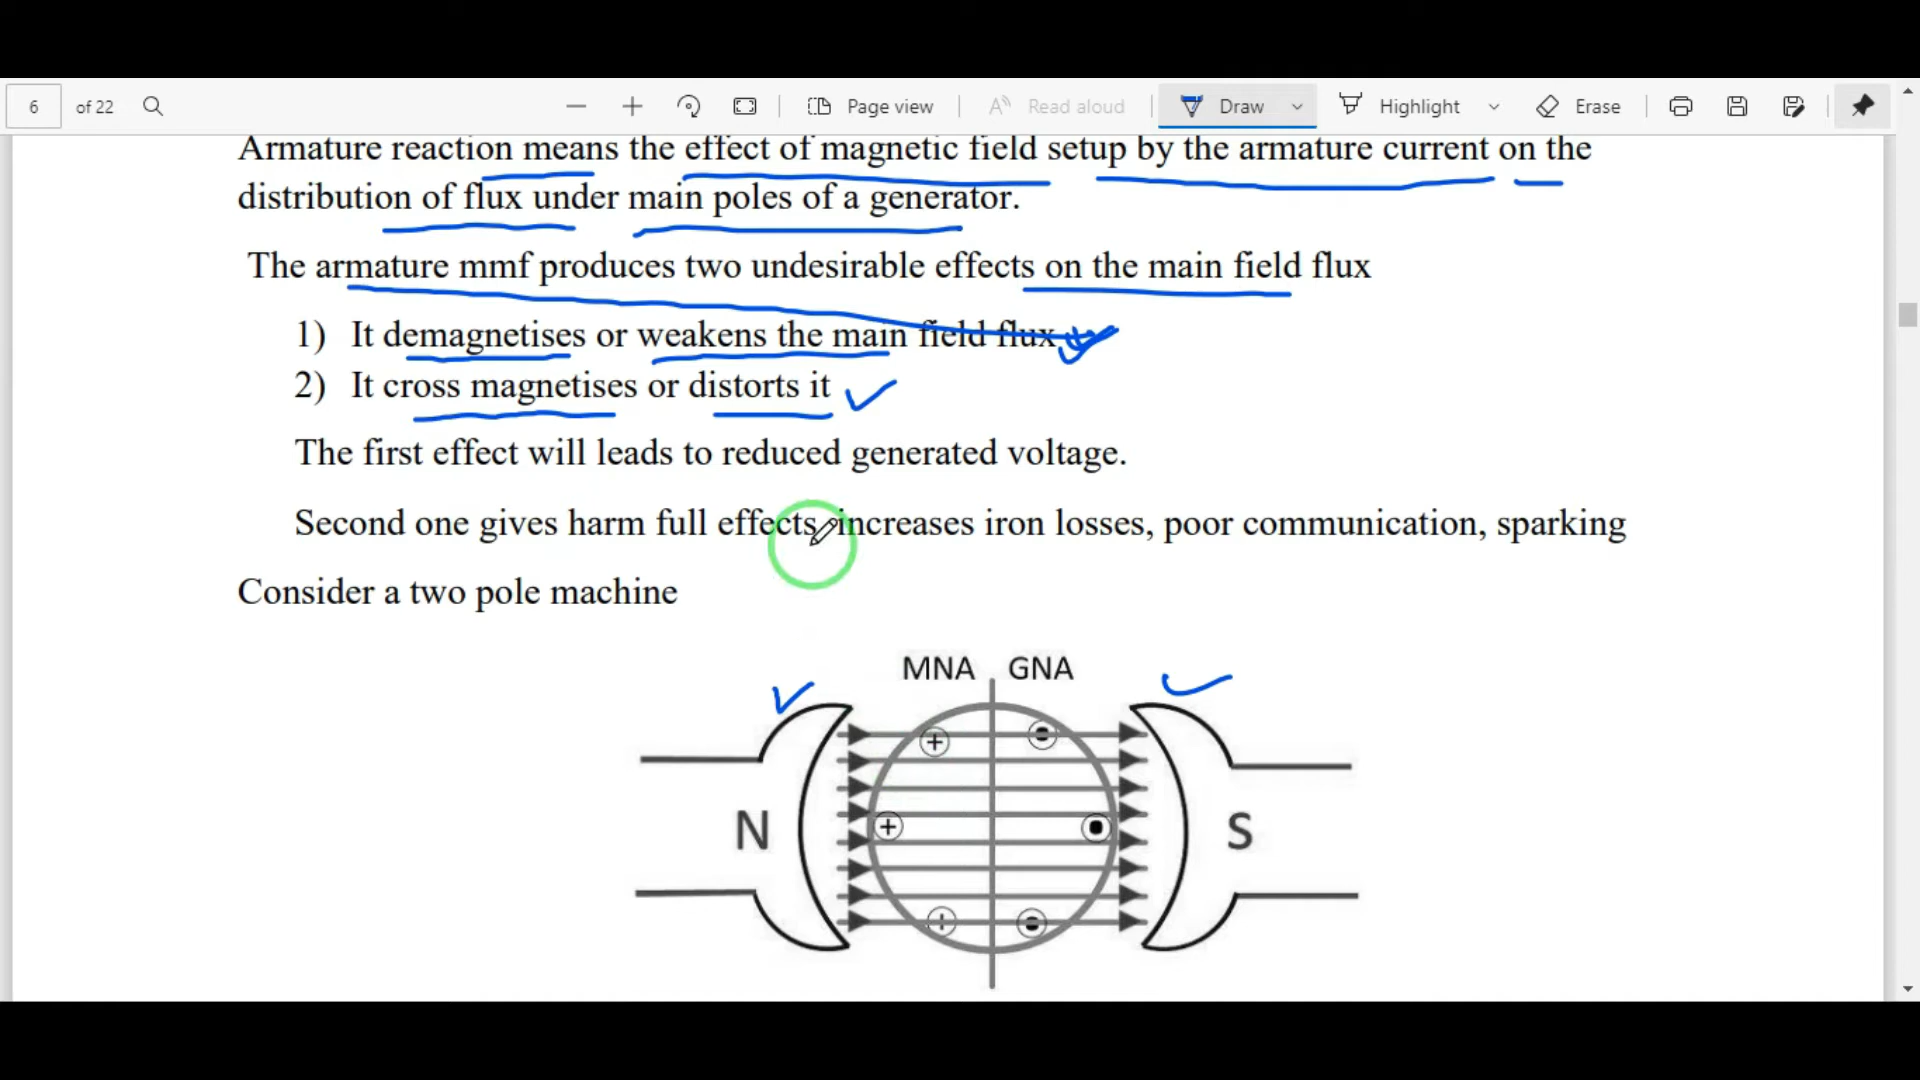 6 of 22 Page view Read aloud Draw Highlight Erase
Armature reaction means the effect of magnetic field setup by the armature current on the
distribution of flux under main poles of a generator.
The armature mmf produces two undesirable effects on the main field flux
1) It demagnetises or weakens the main field flux
2) It cross magnetises or distorts it
The first effect will leads to reduced generated voltage.
Second one gives harm full effects, increases iron losses, poor communication, sparking
Consider a two pole machine
MNA GNA
N S